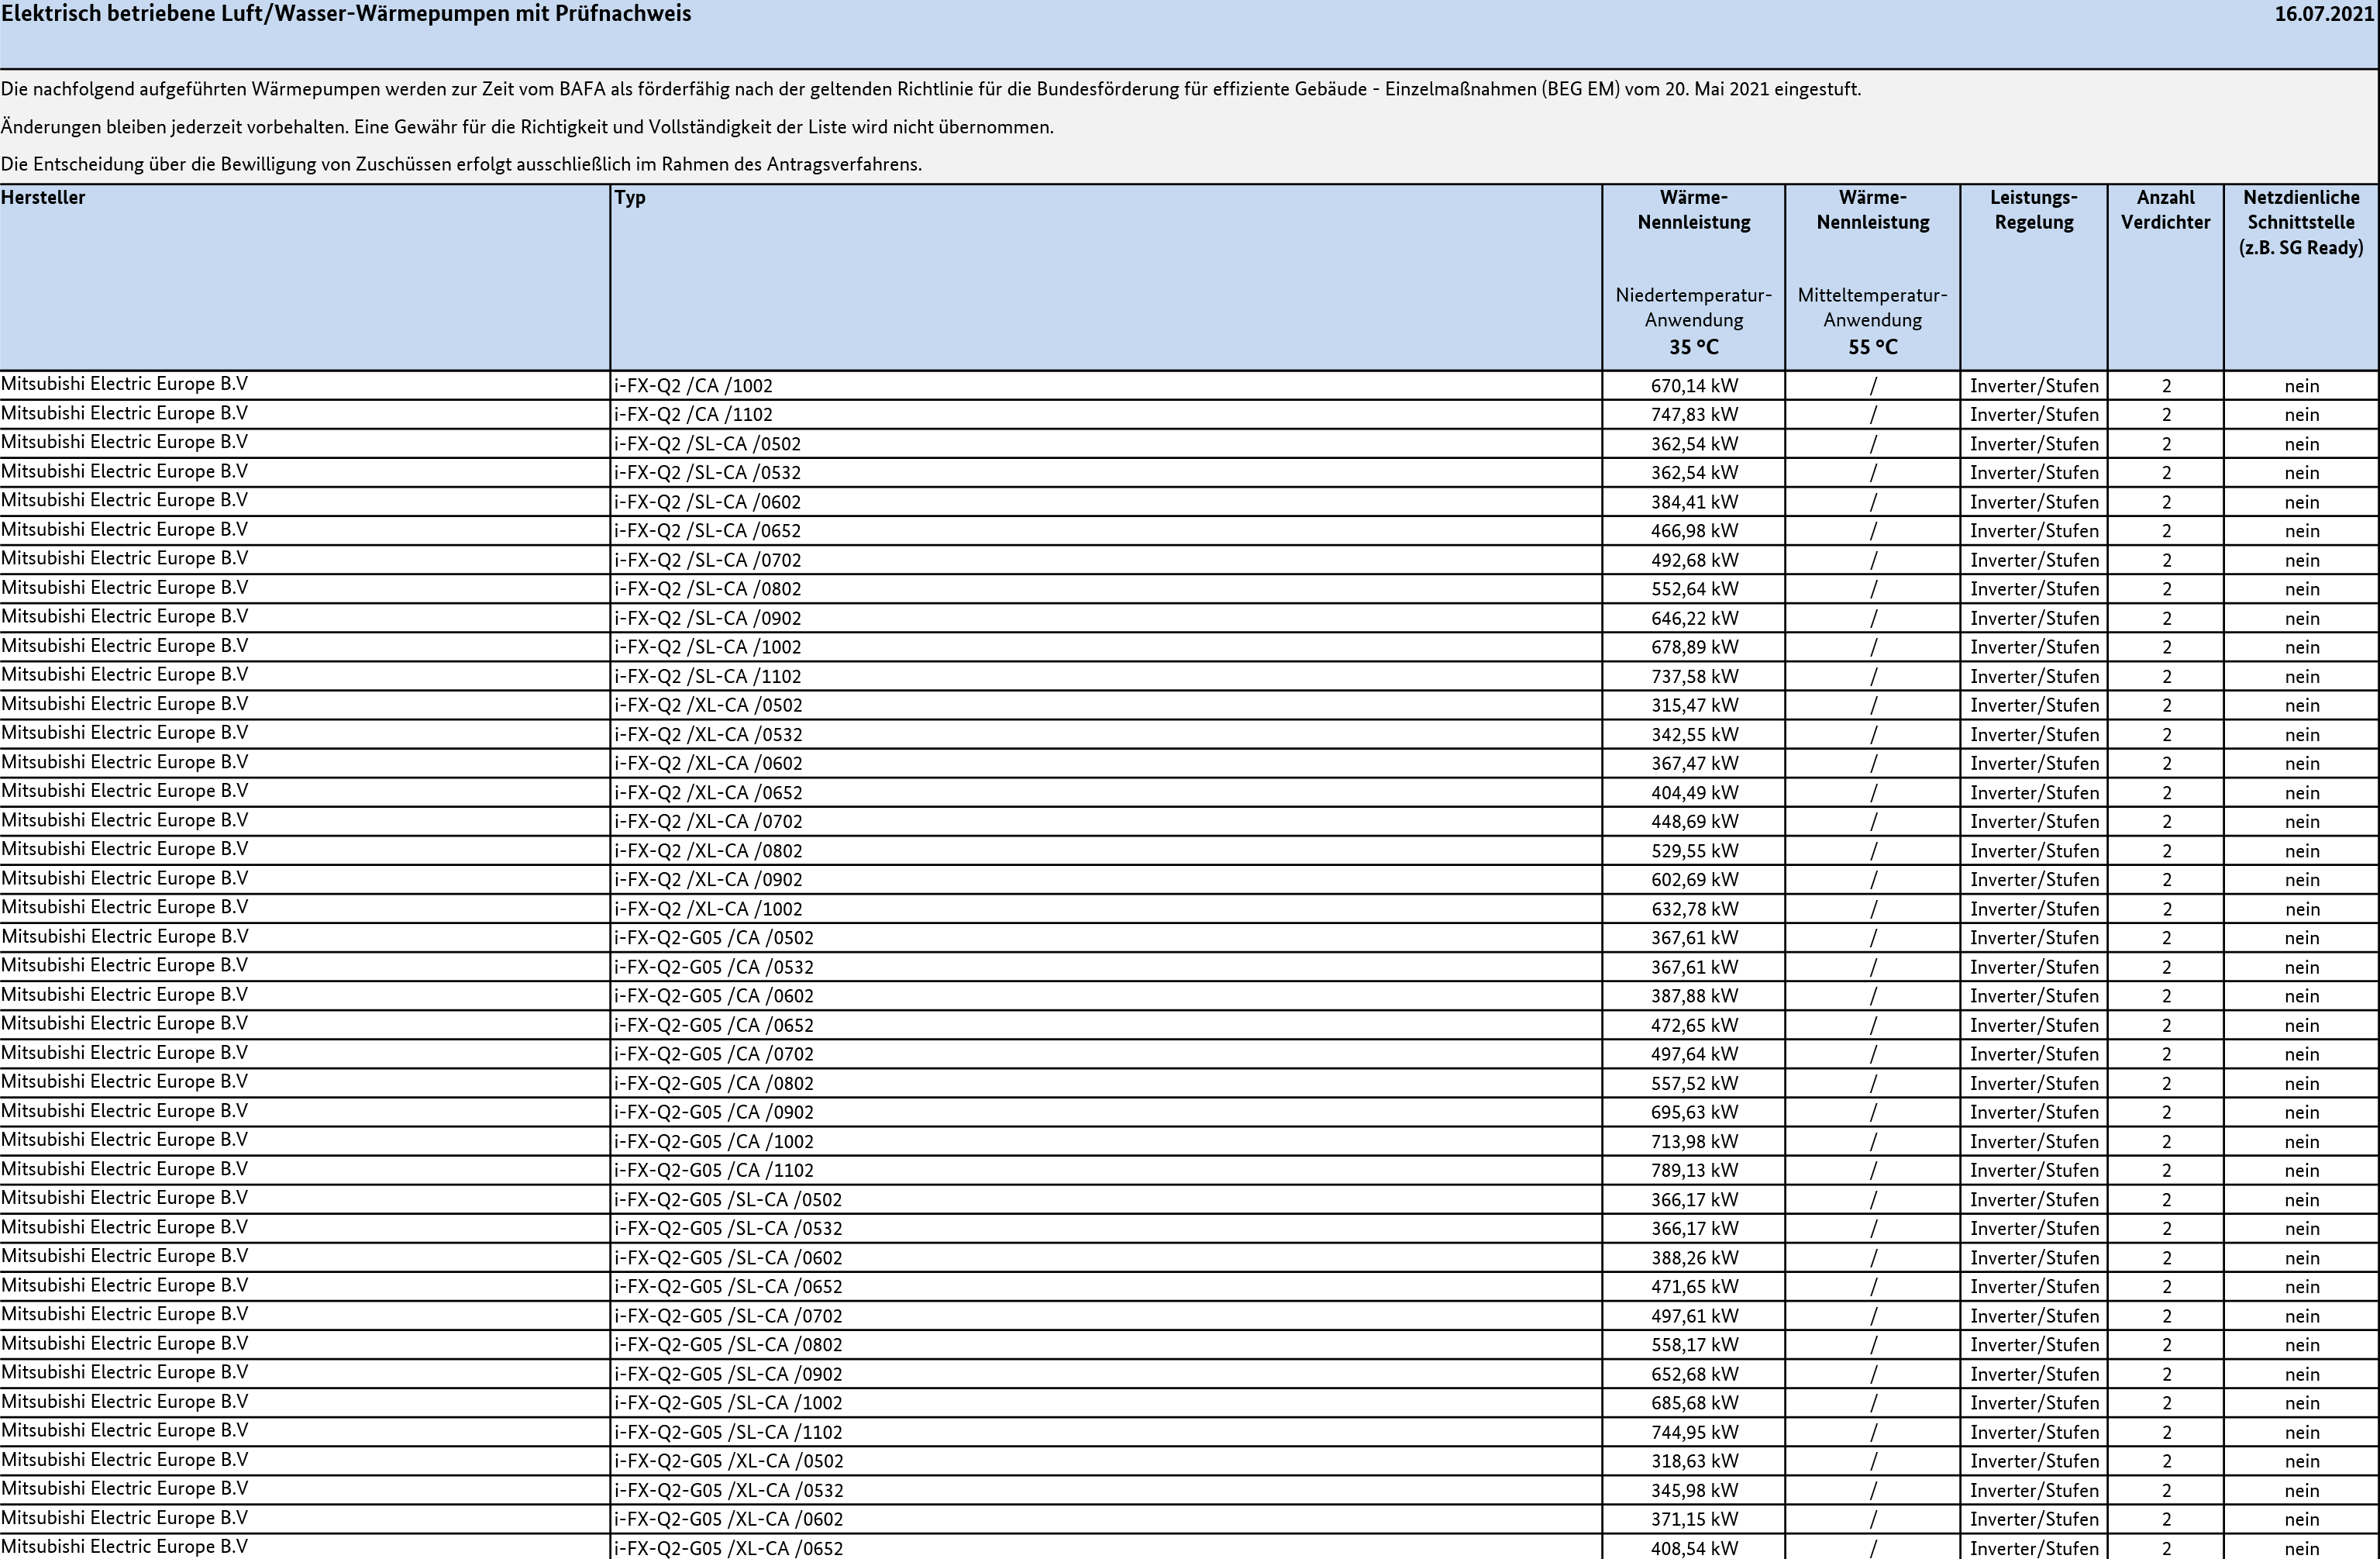 Elektrisch betriebene Luft/Wasser-Wärmepumpen mit Prüfnachweis 16.07.2021
Die nachfolgend aufgeführten Wärmepumpen werden zur Zeit vom BAFA als förderfähig nach der geltenden Richtlinie für die Bundesförderung für effiziente Gebäude - Einzelmaßnahmen (BEG EM) vom 20. Mai 2021 eingestuft.
Änderungen bleiben jederzeit vorbehalten. Eine Gewähr für die Richtigkeit und Vollständigkeit der Liste wird nicht übernommen.
Die Entscheidung über die Bewilligung von Zuschüssen erfolgt ausschließlich im Rahmen des Antragsverfahrens.
Hersteller Typ Wärme- Wärme- Leistungs- Anzahl Netzdienliche
Nennleistung Nennleistung Regelung Verdichter Schnittstelle
(z.B. SG Ready)
Niedertemperatur- Mitteltemperatur-
Anwendung Anwendung
35 °C 55 °C
Mitsubishi Electric Europe B.V i-FX-Q2 /CA /1002 670,14 kW / Inverter/Stufen 2 nein
Mitsubishi Electric Europe B.V i-FX-Q2 /CA /1102 747,83 kW / Inverter/Stufen 2 nein
Mitsubishi Electric Europe B.V i-FX-Q2 /SL-CA /0502 362,54 kW / Inverter/Stufen 2 nein
Mitsubishi Electric Europe B.V i-FX-Q2 /SL-CA /0532 362,54 kW / Inverter/Stufen 2 nein
Mitsubishi Electric Europe B.V i-FX-Q2 /SL-CA /0602 384,41 kW / Inverter/Stufen 2 nein
Mitsubishi Electric Europe B.V i-FX-Q2 /SL-CA /0652 466,98 kW / Inverter/Stufen 2 nein
Mitsubishi Electric Europe B.V i-FX-Q2 /SL-CA /0702 492,68 kW / Inverter/Stufen 2 nein
Mitsubishi Electric Europe B.V i-FX-Q2 /SL-CA /0802 552,64 kW / Inverter/Stufen 2 nein
Mitsubishi Electric Europe B.V i-FX-Q2 /SL-CA /0902 646,22 kW / Inverter/Stufen 2 nein
Mitsubishi Electric Europe B.V i-FX-Q2 /SL-CA /1002 678,89 kW / Inverter/Stufen 2 nein
Mitsubishi Electric Europe B.V i-FX-Q2 /SL-CA /1102 737,58 kW / Inverter/Stufen 2 nein
Mitsubishi Electric Europe B.V i-FX-Q2 /XL-CA /0502 315,47 kW / Inverter/Stufen 2 nein
Mitsubishi Electric Europe B.V i-FX-Q2 /XL-CA /0532 342,55 kW / Inverter/Stufen 2 nein
Mitsubishi Electric Europe B.V i-FX-Q2 /XL-CA /0602 367,47 kW / Inverter/Stufen 2 nein
Mitsubishi Electric Europe B.V i-FX-Q2 /XL-CA /0652 404,49 kW / Inverter/Stufen 2 nein
Mitsubishi Electric Europe B.V i-FX-Q2 /XL-CA /0702 448,69 kW / Inverter/Stufen 2 nein
Mitsubishi Electric Europe B.V i-FX-Q2 /XL-CA /0802 529,55 kW / Inverter/Stufen 2 nein
Mitsubishi Electric Europe B.V i-FX-Q2 /XL-CA /0902 602,69 kW / Inverter/Stufen 2 nein
Mitsubishi Electric Europe B.V i-FX-Q2 /XL-CA /1002 632,78 kW / Inverter/Stufen 2 nein
Mitsubishi Electric Europe B.V i-FX-Q2-G05 /CA /0502 367,61 kW / Inverter/Stufen 2 nein
Mitsubishi Electric Europe B.V i-FX-Q2-G05 /CA /0532 367,61 kW / Inverter/Stufen 2 nein
Mitsubishi Electric Europe B.V i-FX-Q2-G05 /CA /0602 387,88 kW / Inverter/Stufen 2 nein
Mitsubishi Electric Europe B.V i-FX-Q2-G05 /CA /0652 472,65 kW / Inverter/Stufen 2 nein
Mitsubishi Electric Europe B.V i-FX-Q2-G05 /CA /0702 497,64 kW / Inverter/Stufen 2 nein
Mitsubishi Electric Europe B.V i-FX-Q2-G05 /CA /0802 557,52 kW / Inverter/Stufen 2 nein
Mitsubishi Electric Europe B.V i-FX-Q2-G05 /CA /0902 695,63 kW / Inverter/Stufen 2 nein
Mitsubishi Electric Europe B.V i-FX-Q2-G05 /CA /1002 713,98 kW / Inverter/Stufen 2 nein
Mitsubishi Electric Europe B.V i-FX-Q2-G05 /CA /1102 789,13 kW / Inverter/Stufen 2 nein
Mitsubishi Electric Europe B.V i-FX-Q2-G05 /SL-CA /0502 366,17 kW / Inverter/Stufen 2 nein
Mitsubishi Electric Europe B.V i-FX-Q2-G05 /SL-CA /0532 366,17 kW / Inverter/Stufen 2 nein
Mitsubishi Electric Europe B.V i-FX-Q2-G05 /SL-CA /0602 388,26 kW / Inverter/Stufen 2 nein
Mitsubishi Electric Europe B.V i-FX-Q2-G05 /SL-CA /0652 471,65 kW / Inverter/Stufen 2 nein
Mitsubishi Electric Europe B.V i-FX-Q2-G05 /SL-CA /0702 497,61 kW / Inverter/Stufen 2 nein
Mitsubishi Electric Europe B.V i-FX-Q2-G05 /SL-CA /0802 558,17 kW / Inverter/Stufen 2 nein
Mitsubishi Electric Europe B.V i-FX-Q2-G05 /SL-CA /0902 652,68 kW / Inverter/Stufen 2 nein
Mitsubishi Electric Europe B.V i-FX-Q2-G05 /SL-CA /1002 685,68 kW / Inverter/Stufen 2 nein
Mitsubishi Electric Europe B.V i-FX-Q2-G05 /SL-CA /1102 744,95 kW / Inverter/Stufen 2 nein
Mitsubishi Electric Europe B.V i-FX-Q2-G05 /XL-CA /0502 318,63 kW / Inverter/Stufen 2 nein
Mitsubishi Electric Europe B.V i-FX-Q2-G05 /XL-CA /0532 345,98 kW / Inverter/Stufen 2 nein
Mitsubishi Electric Europe B.V i-FX-Q2-G05 /XL-CA /0602 371,15 kW / Inverter/Stufen 2 nein
Mitsubishi Electric Europe B.V i-FX-Q2-G05 /XL-CA /0652 408,54 kW / Inverter/Stufen 2 nein